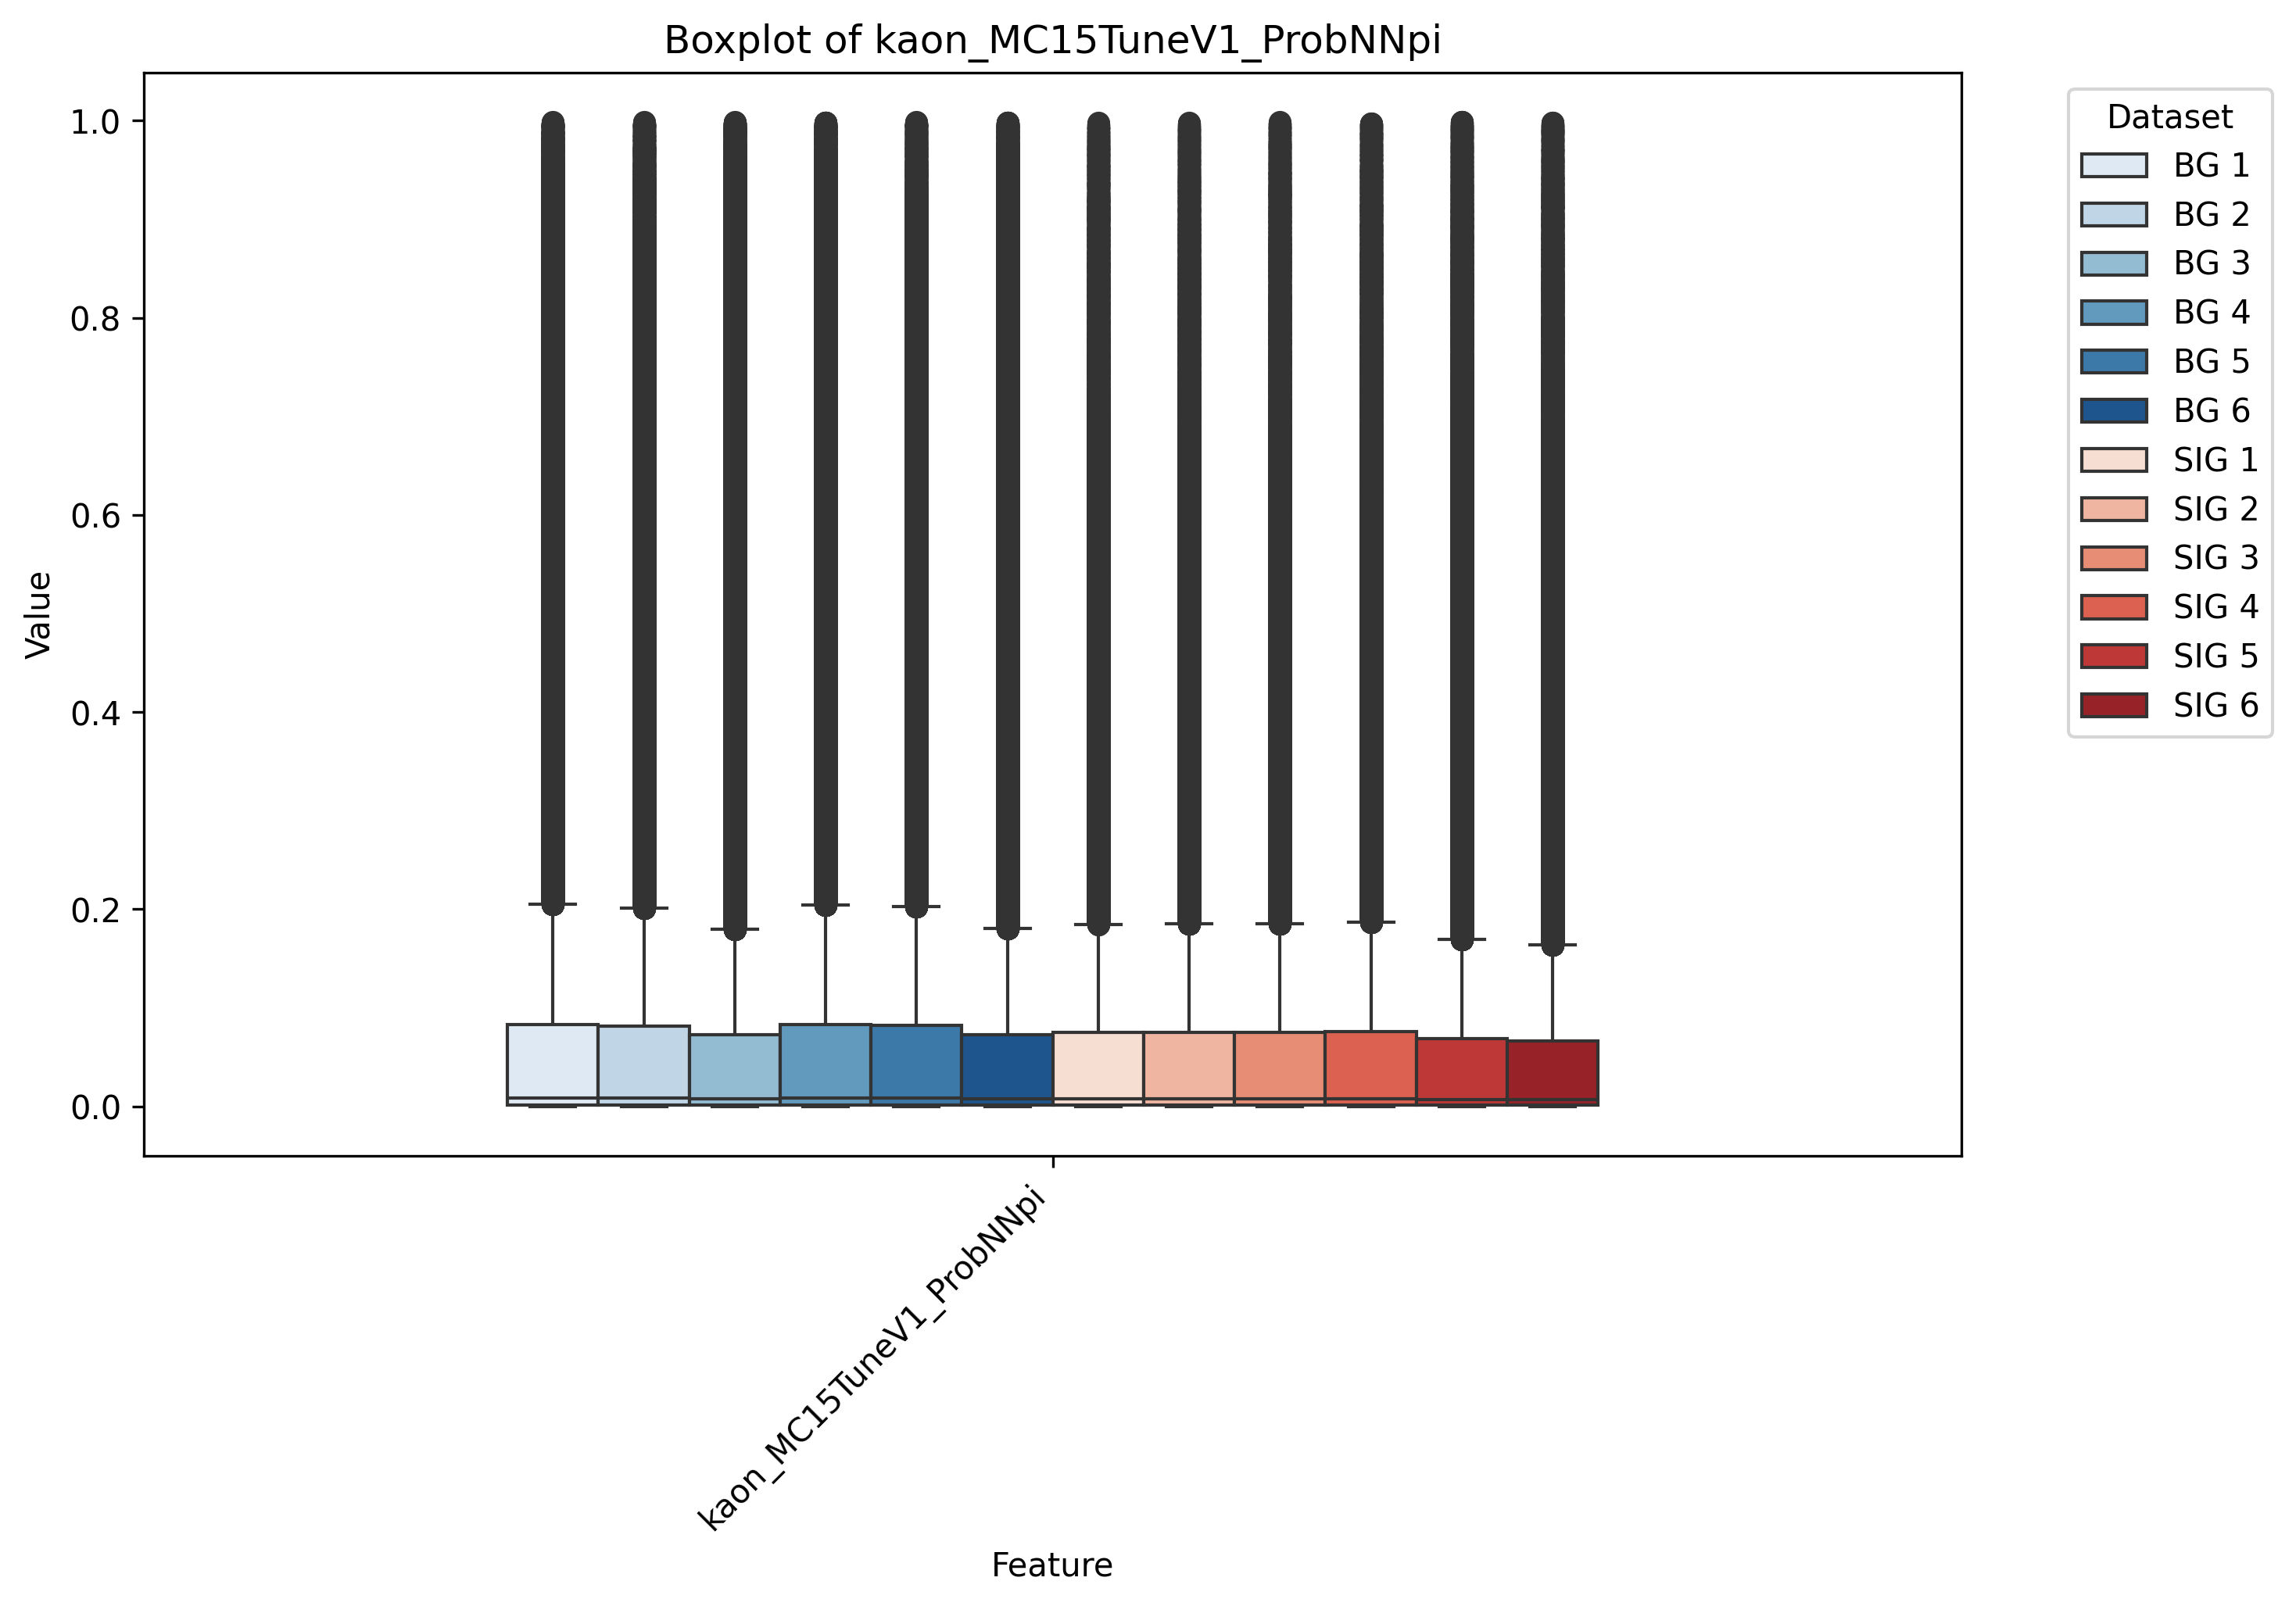 Boxplot of kaon_MC15TuneV1_ProbNNpi
Value
1.0
0.8
0.6
0.4
0.2
0.0
kaon_MC15TuneV1_ProbNNpi
Feature
Dataset
BG 1
BG 2
BG 3
BG 4
BG 5
BG 6
SIG 1
SIG 2
SIG 3
SIG 4
SIG 5
SIG 6